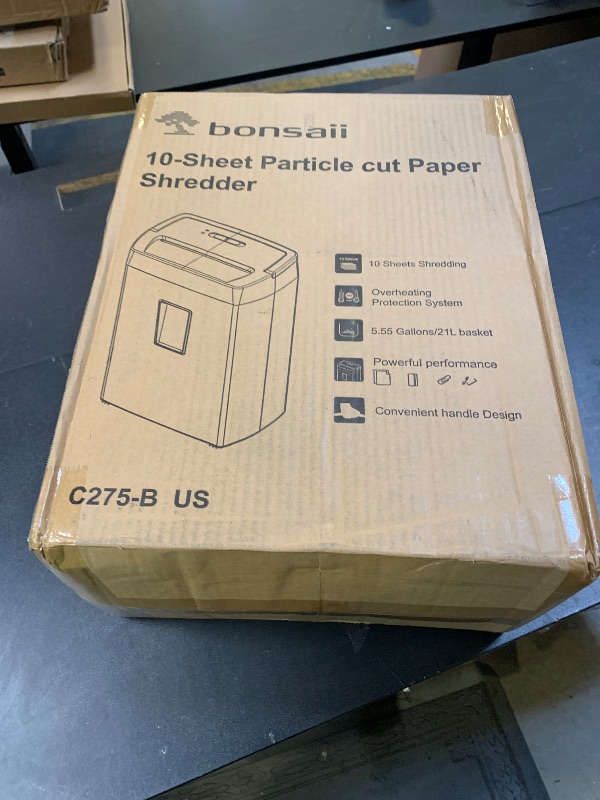 bonsaii
10-Sheet Particle cut Paper
Shredder
10 Sheets Shredding
Overheating
Protection System
5.55 Gallons/21L basket
Powerful performance
Convenient handle Design
C275-B US